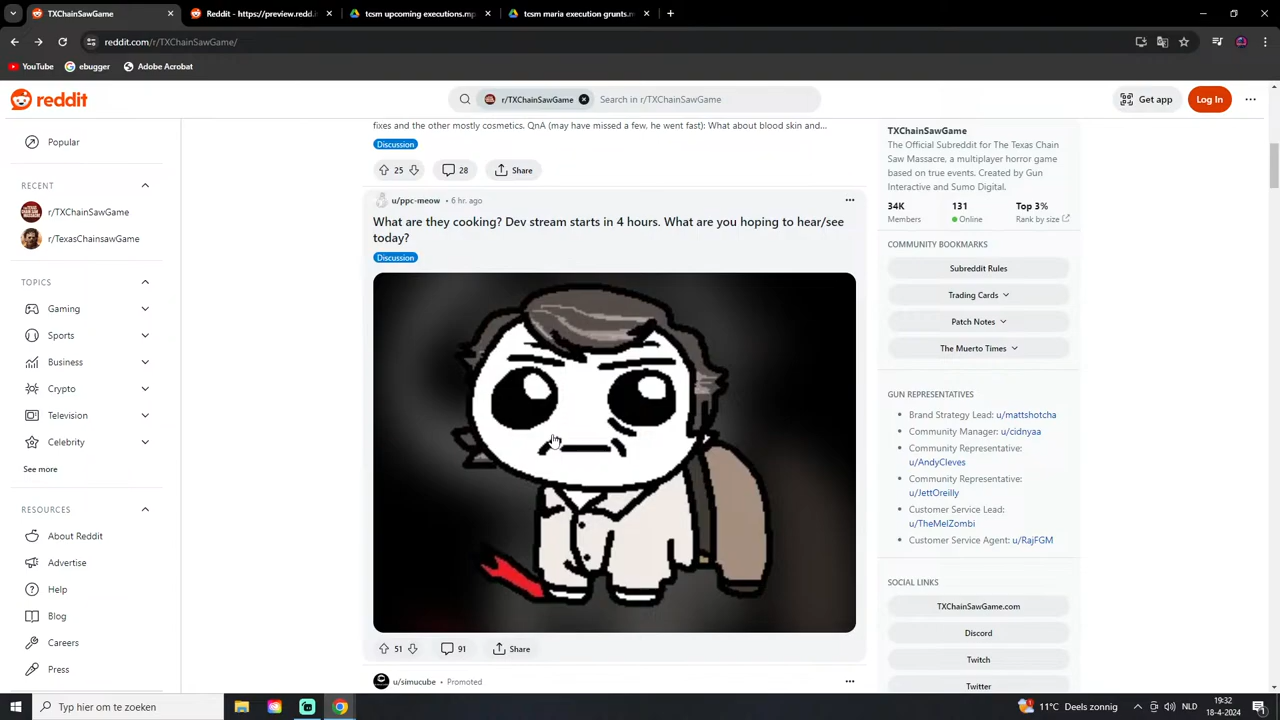 TXChainSawGame
Reddit - https://preview.redd.i
tcsm upcoming executions.mp
tcsm maria execution grunts.m
reddit.com/r/TXChainSawGame/
YouTube
ebugger
Adobe Acrobat
reddit
r/TXChainSawGame
Search in r/TXChainSawGame
Get app
Log In
Popular
RECENT
r/TXChainSawGame
r/TexasChainsawGame
TOPICS
Gaming
Sports
Business
Crypto
Television
Celebrity
See more
RESOURCES
About Reddit
Advertise
Help
Blog
Careers
Press
fixes and the other mostly cosmetics. QnA (may have missed a few, he went fast): What about blood skin and...
Discussion
25
28
Share
u/ppc-meow • 6 hr. ago
What are they cooking? Dev stream starts in 4 hours. What are you hoping to hear/see
today?
Discussion
51
91
Share
u/simucube • Promoted
TXChainSawGame
The Official Subreddit for The Texas Chain
Saw Massacre, a multiplayer horror game
based on true events. Created by Gun
Interactive and Sumo Digital.
34K 131 Top 3%
Members Online Rank by size
COMMUNITY BOOKMARKS
Subreddit Rules
Trading Cards
Patch Notes
The Muerto Times
GUN REPRESENTATIVES
Brand Strategy Lead: u/mattshotcha
Community Manager: u/cidnyaa
Community Representative:
u/AndyCleves
Community Representative:
u/JettOreilly
Customer Service Lead:
u/TheMelZombi
Customer Service Agent: u/RajFGM
SOCIAL LINKS
TXChainSawGame.com
Discord
Twitch
Twitter
Typ hier om te zoeken
11°C Deels zonnig
NLD
19:32
18-4-2024